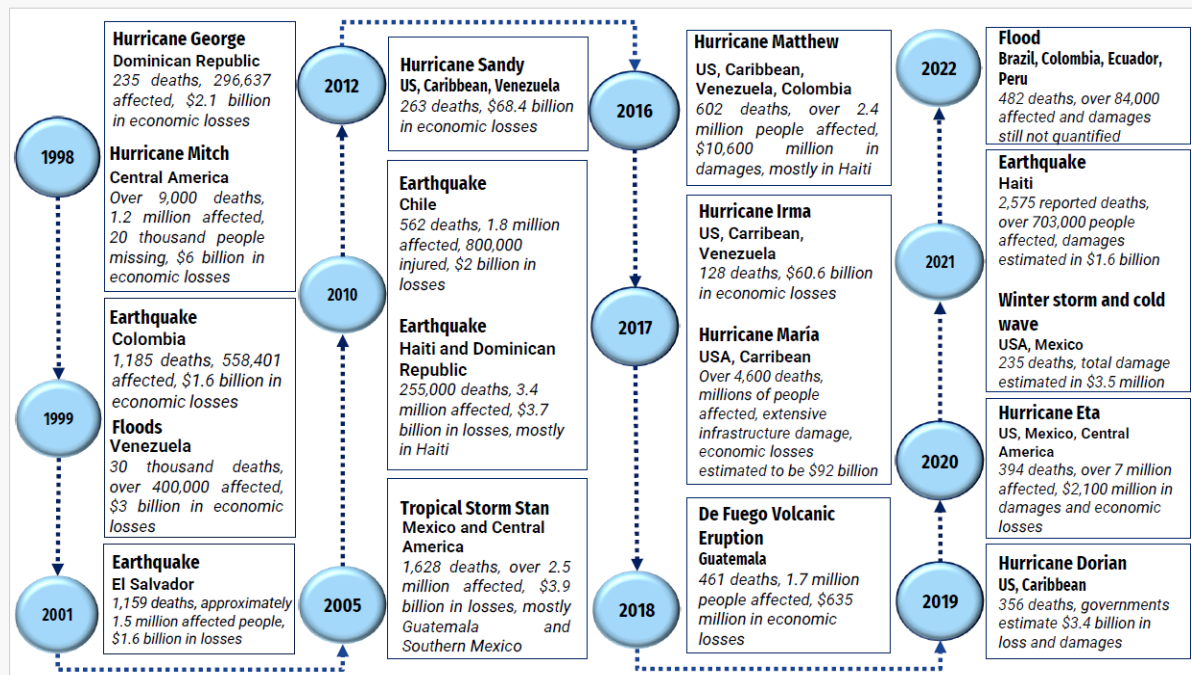 1998
Hurricane George
Dominican Republic
235 deaths, 296,637
affected, $2.1 billion
in economic losses
Hurricane Mitch
Central America
Over 9,000 deaths,
1.2 million affected,
20 thousand people
missing, $6 billion in
economic losses
1999
Earthquake
Colombia
1,185 deaths, 558,401
affected, $1.6 billion in
economic losses
Floods
Venezuela
30 thousand deaths,
over 400,000 affected,
$3 billion in economic
losses
2001
Earthquake
El Salvador
1,159 deaths, approximately
1.5 million affected people,
$1.6 billion in losses
2005
Tropical Storm Stan
Mexico and Central
America
1,628 deaths, over 2.5
million affected, $3.9
billion in losses, mostly
Guatemala and
Southern Mexico
2010
Earthquake
Chile
562 deaths, 1.8 million
affected, 800,000
injured, $2 billion in
losses
Earthquake
Haiti and Dominican
Republic
255,000 deaths, 3.4
million affected, $3.7
billion in losses, mostly
in Haiti
2012
Hurricane Sandy
US, Caribbean, Venezuela
263 deaths, $68.4 billion
in economic losses
2016
Hurricane Matthew
US, Caribbean,
Venezuela, Colombia
602 deaths, over 2.4
million people affected,
$10,600 million in
damages, mostly in Haiti
2017
Hurricane Irma
US, Carribean,
Venezuela
128 deaths, $60.6 billion
in economic losses
Hurricane María
USA, Carribean
Over 4,600 deaths,
millions of people
affected, extensive
infrastructure damage,
economic losses
estimated to be $92 billion
2018
De Fuego Volcanic
Eruption
Guatemala
461 deaths, 1.7 million
people affected, $635
million in economic
losses
2019
Hurricane Dorian
US, Caribbean
356 deaths, governments
estimate $3.4 billion in
loss and damages
2020
Hurricane Eta
US, Mexico, Central
America
394 deaths, over 7 million
affected, $2,100 million in
damages and economic
losses
2021
Earthquake
Haiti
2,575 reported deaths,
over 703,000 people
affected, damages
estimated in $1.6 billion
Winter storm and cold
wave
USA, Mexico
235 deaths, total damage
estimated in $3.5 million
2022
Flood
Brazil, Colombia, Ecuador,
Peru
482 deaths, over 84,000
affected and damages
still not quantified